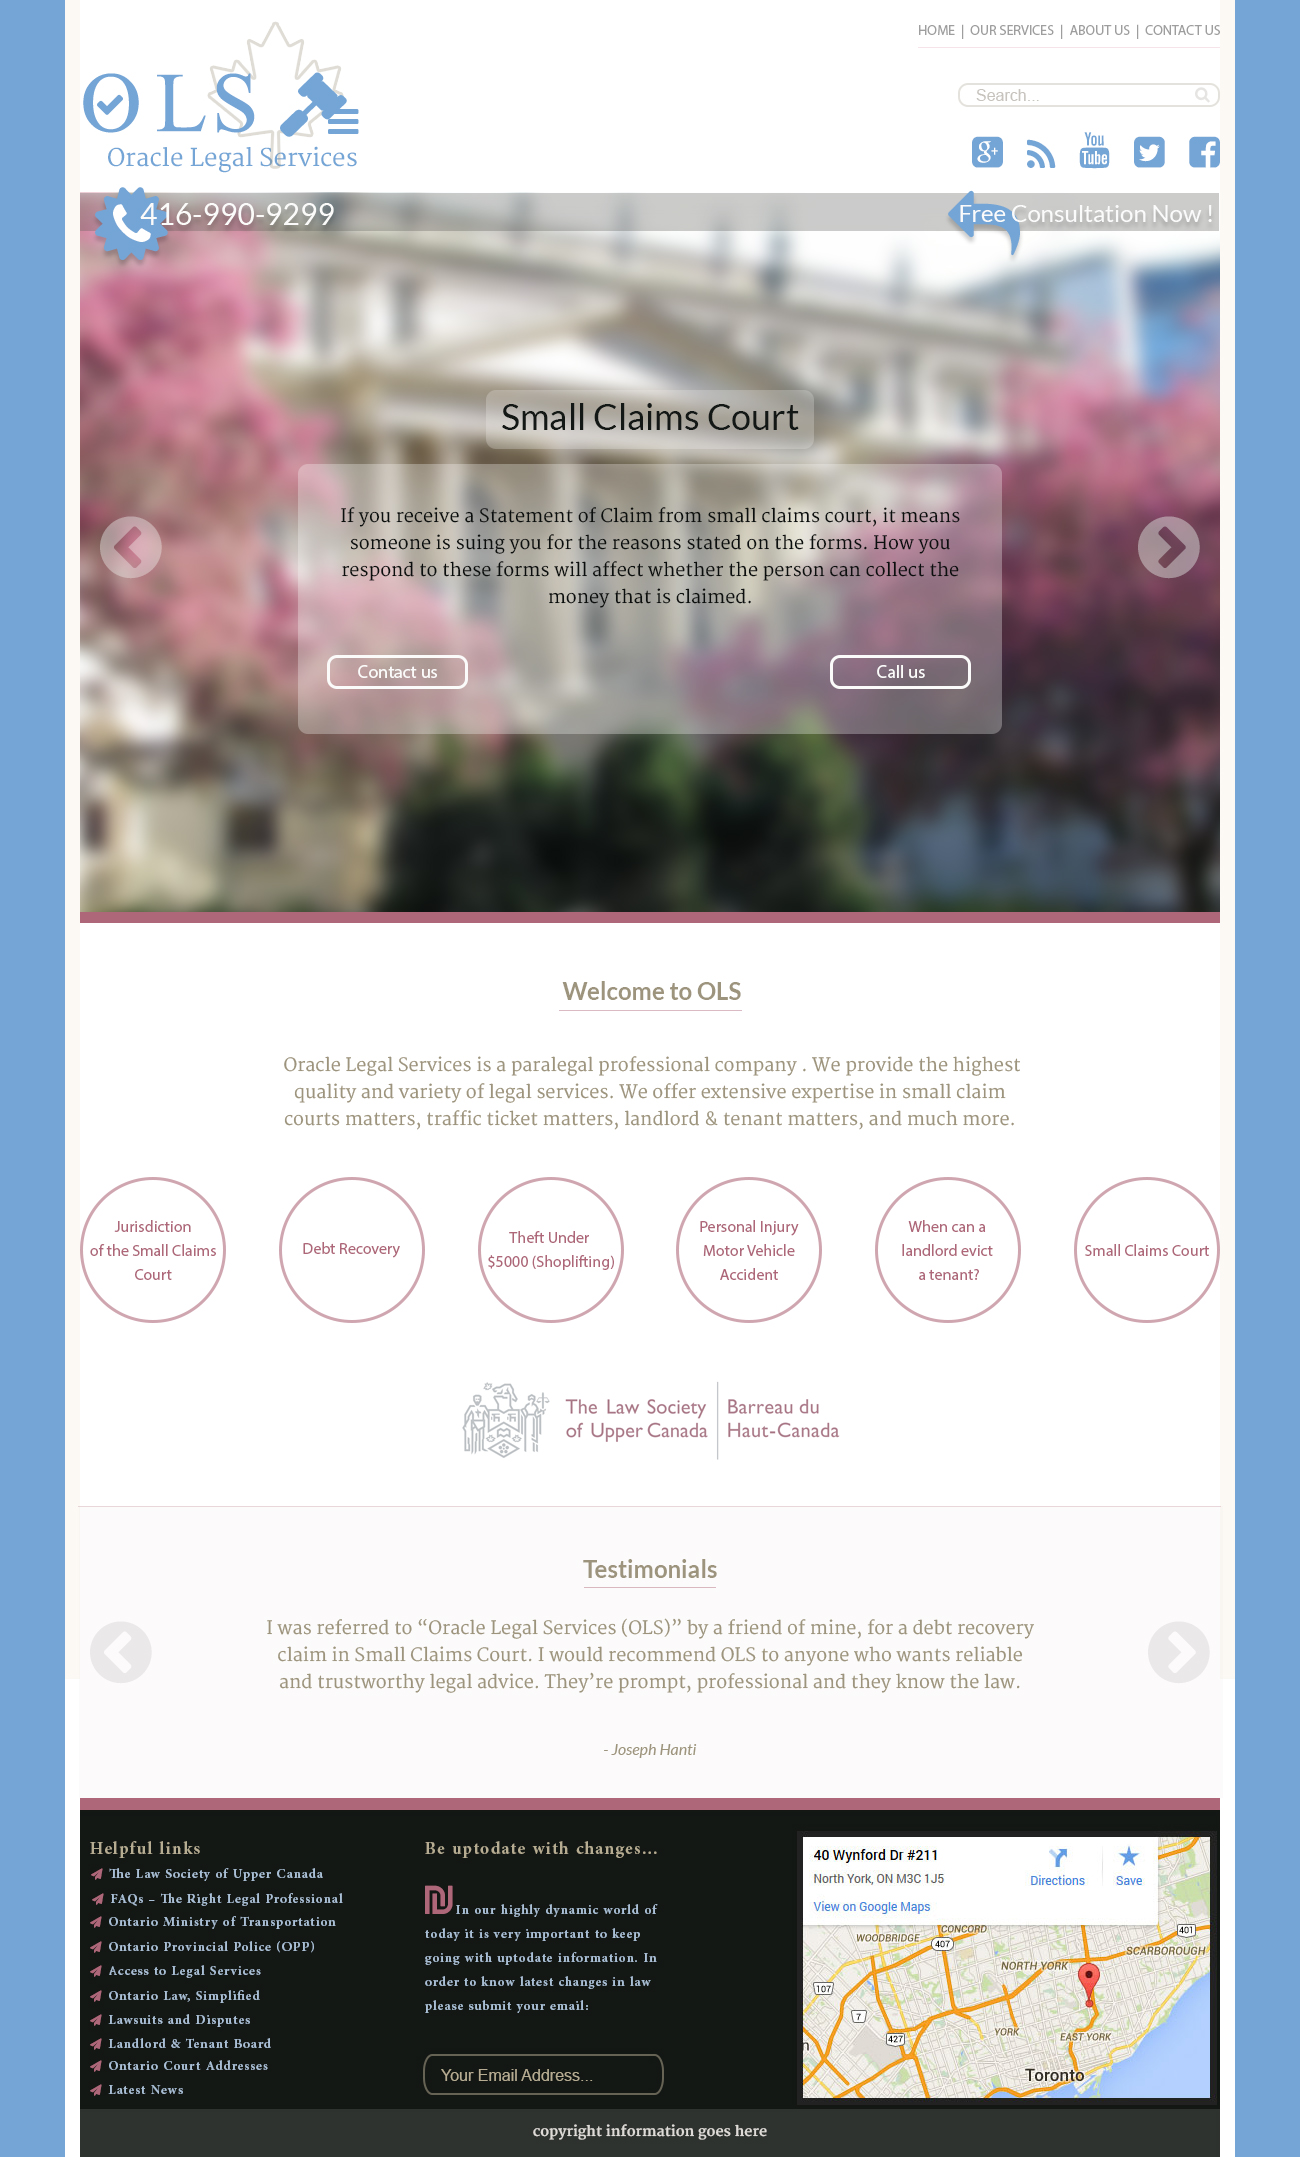 HOME | OUR SERVICES | ABOUT US | CONTACT US
OLS
Oracle Legal Services
Search...
g+
You
Tube
416-990-9299
Free Consultation Now !
Small Claims Court
If you receive a Statement of Claim from small claims court, it means
someone is suing you for the reasons stated on the forms. How you
respond to these forms will affect whether the person can collect the
money that is claimed.
Contact us
Call us
Welcome to OLS
Oracle Legal Services is a paralegal professional company . We provide the highest
quality and variety of legal services. We offer extensive expertise in small claim
courts matters, traffic ticket matters, landlord & tenant matters, and much more.
Jurisdiction
of the Small Claims
Court
Debt Recovery
Theft Under
$5000 (Shoplifting)
Personal Injury
Motor Vehicle
Accident
When can a
landlord evict
a tenant?
Small Claims Court
The Law Society
of Upper Canada
Barreau du
Haut-Canada
Testimonials
I was referred to “Oracle Legal Services (OLS)” by a friend of mine, for a debt recovery
claim in Small Claims Court. I would recommend OLS to anyone who wants reliable
and trustworthy legal advice. They’re prompt, professional and they know the law.
- Joseph Hanti
Helpful links
The Law Society of Upper Canada
FAQs – The Right Legal Professional
Ontario Ministry of Transportation
Ontario Provincial Police (OPP)
Access to Legal Services
Ontario Law, Simplified
Lawsuits and Disputes
Landlord & Tenant Board
Ontario Court Addresses
Latest News
Be uptodate with changes...
₪ In our highly dynamic world of
today it is very important to keep
going with uptodate information. In
order to know latest changes in law
please submit your email:
Your Email Address...
40 Wynford Dr #211
North York, ON M3C 1J5
View on Google Maps
Directions
Save
CONCORD
WOODBRIDGE
407
401
SCARBOROUGH
NORTH YORK
107
7
427
YORK
EAST YORK
n
Toronto
copyright information goes here